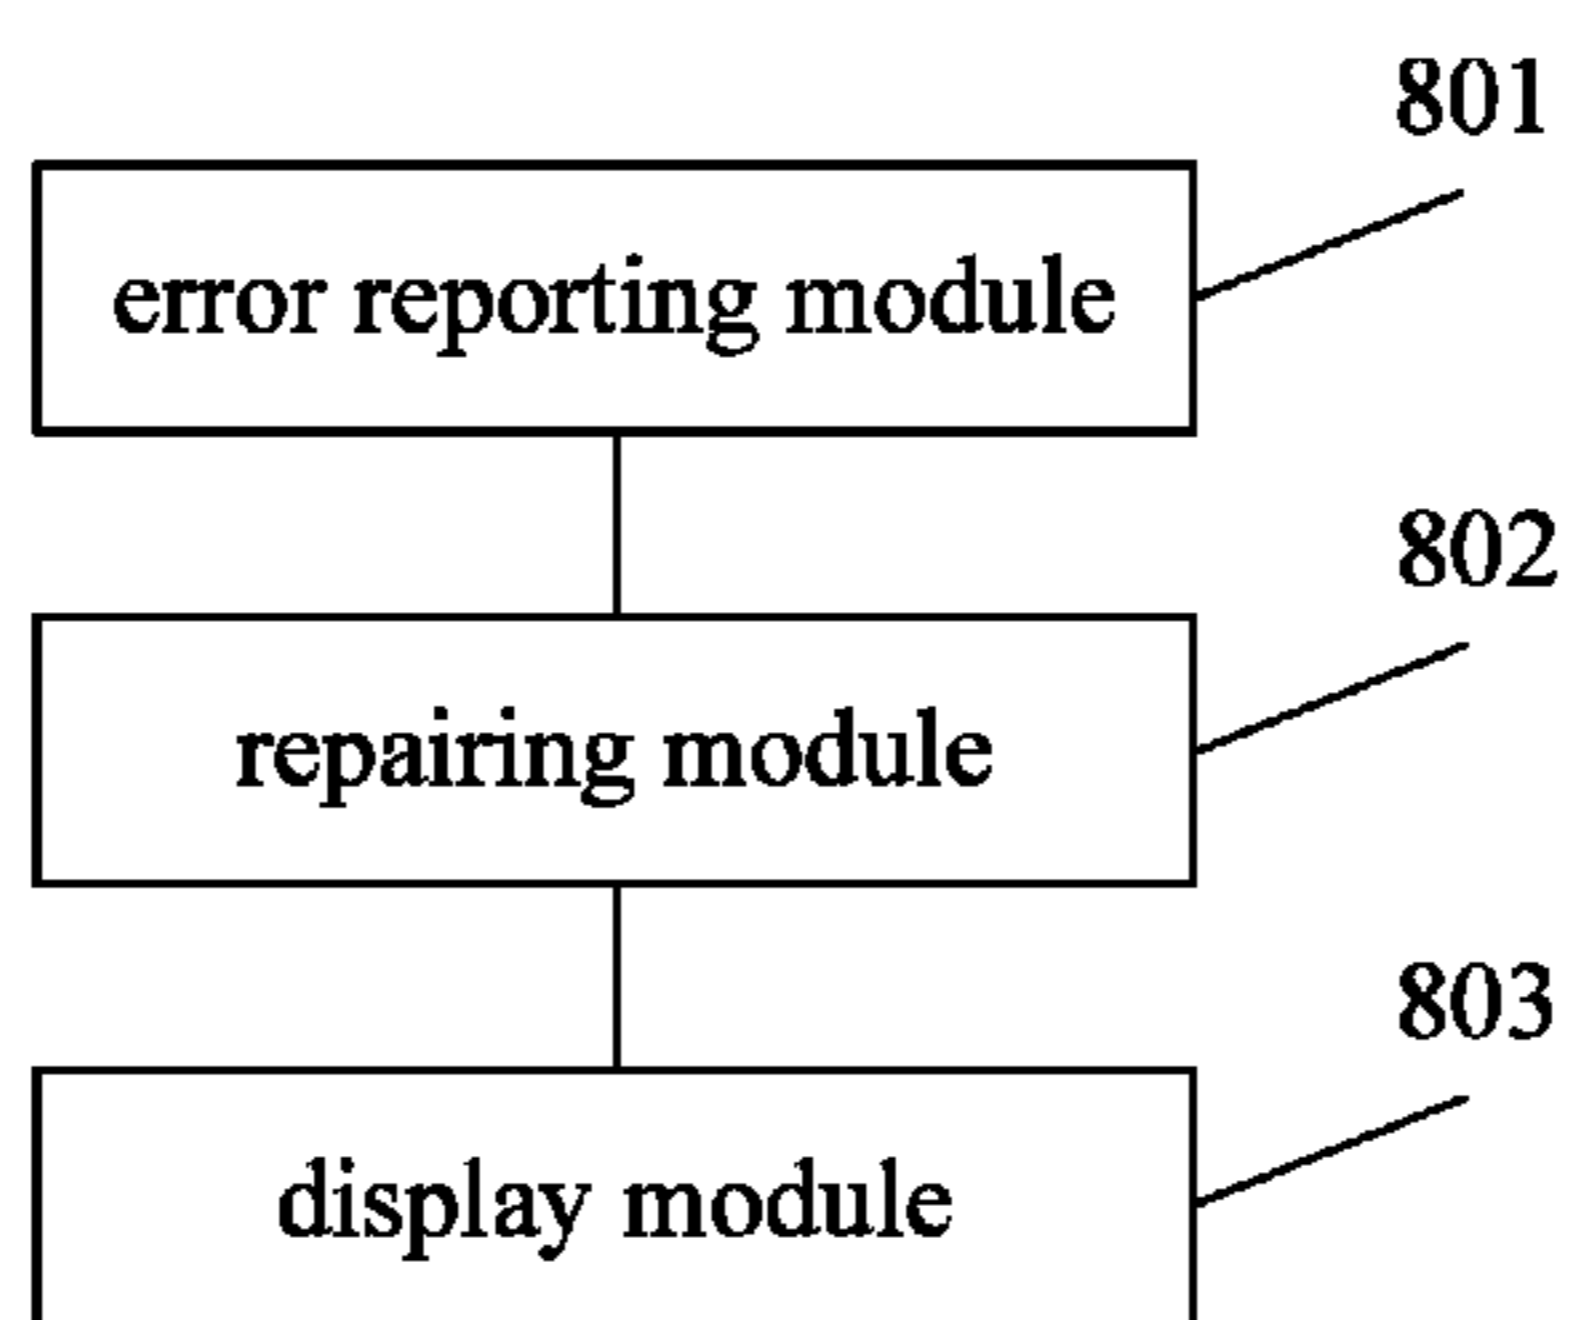 801
error reporting module
802
repairing module
803
display module